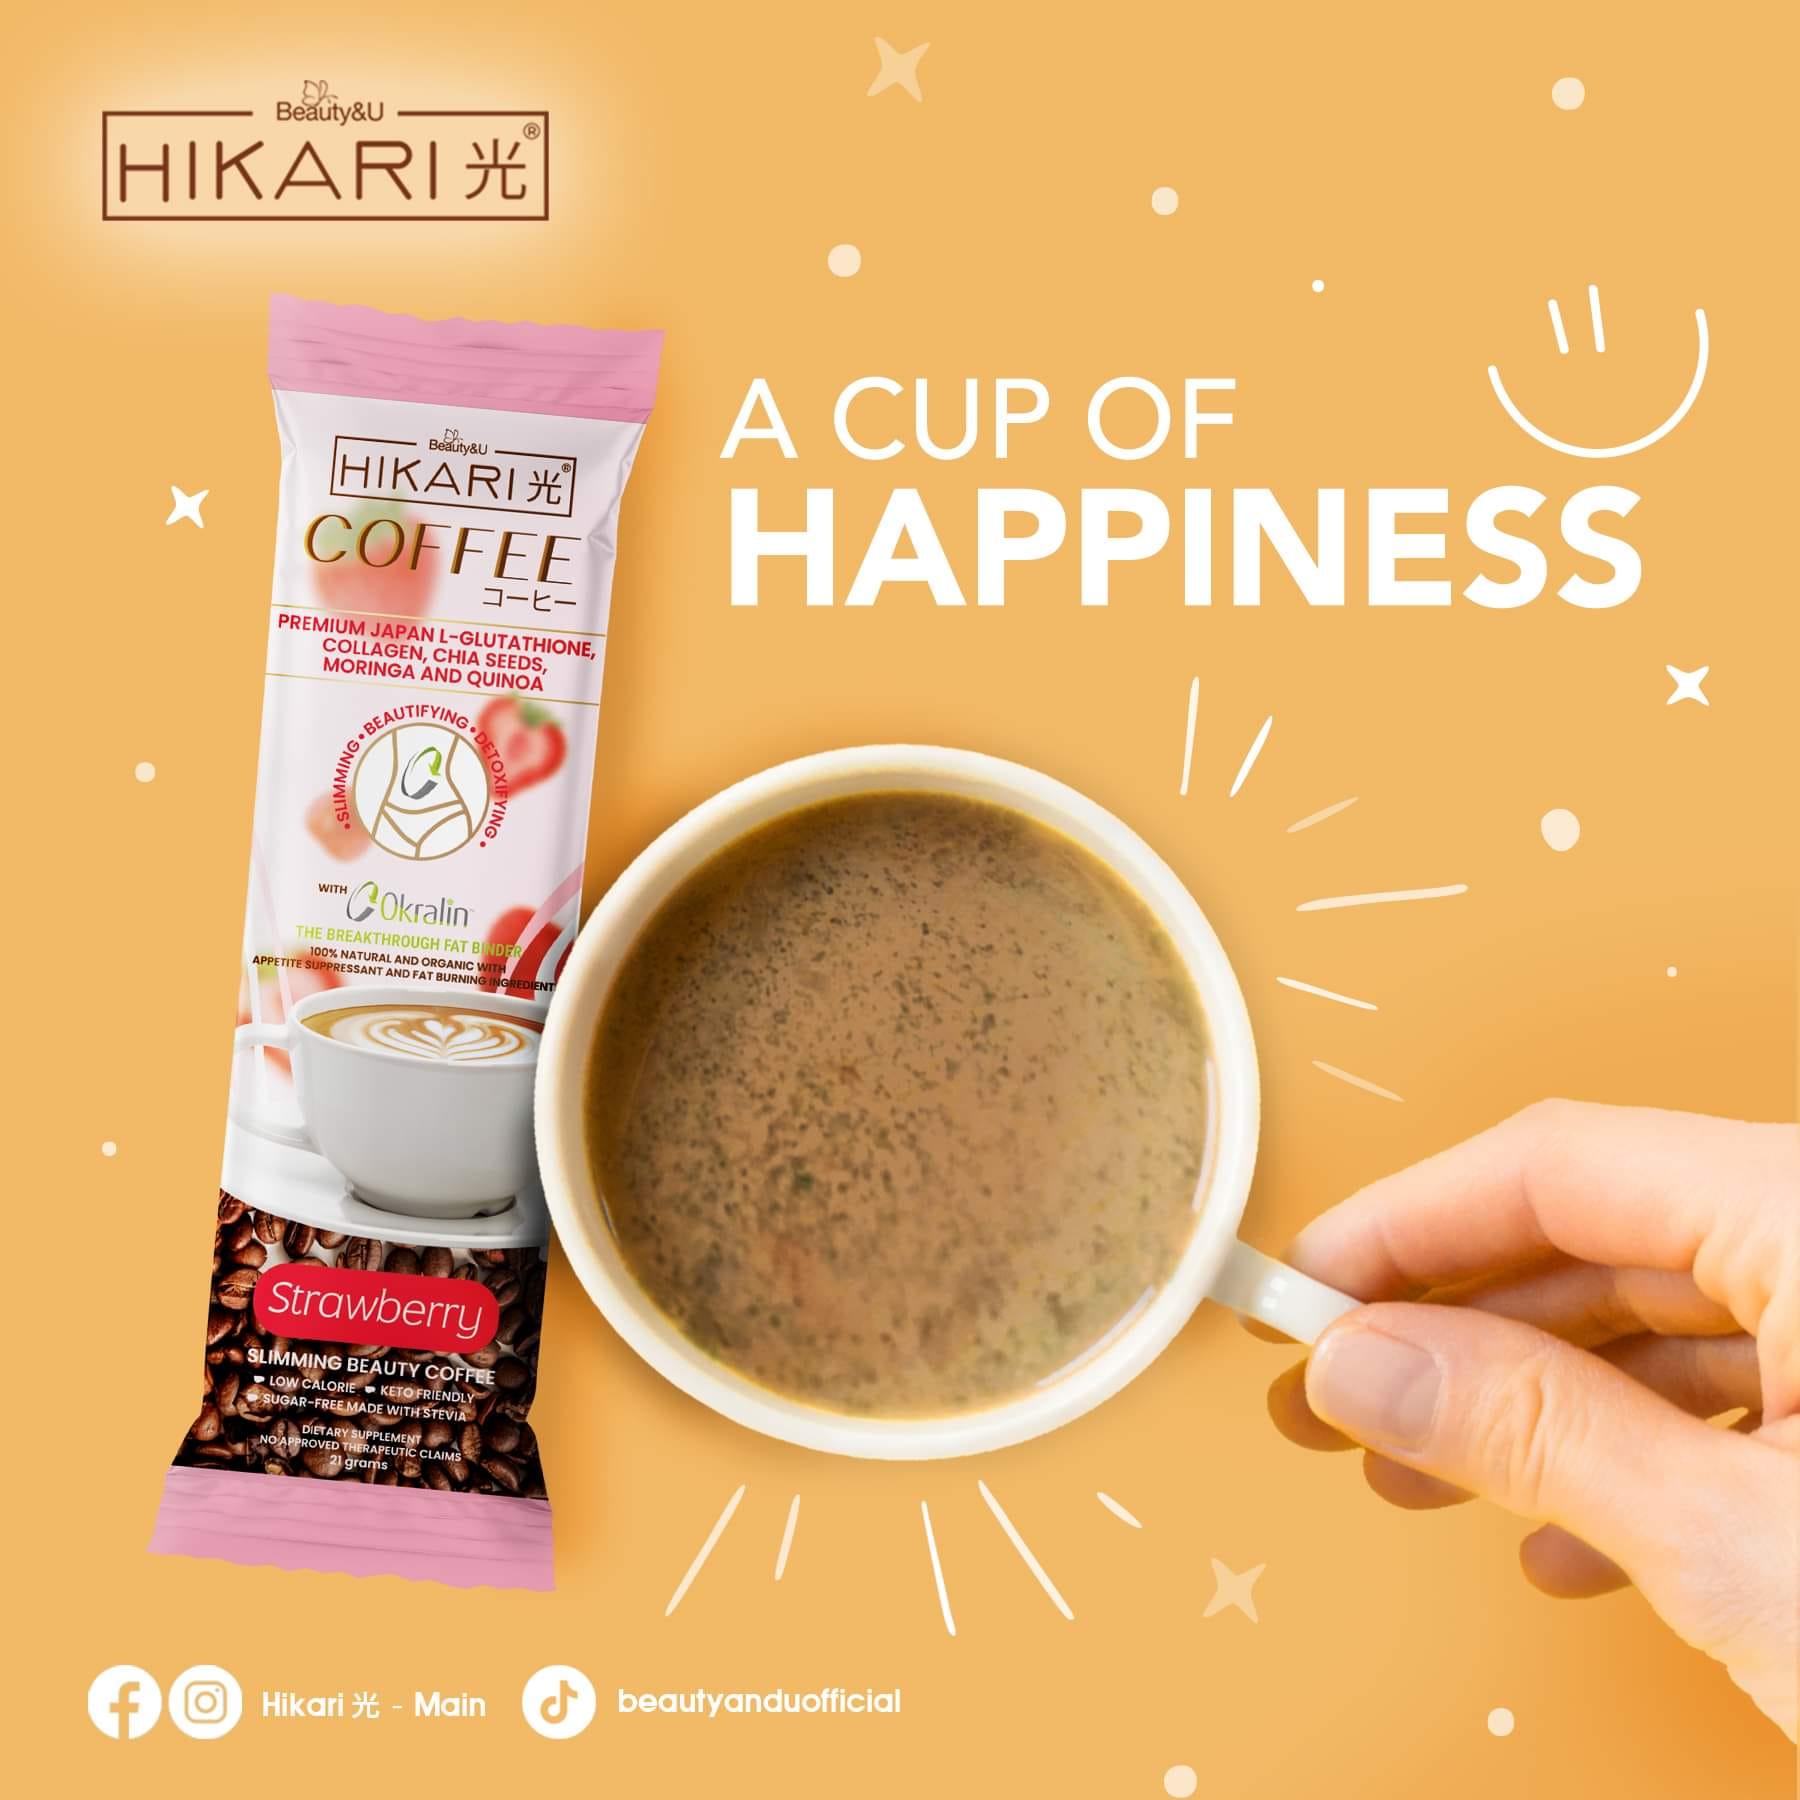 Beauty&U
HIKARI 光®
A CUP OF
HAPPINESS
Beauty&U
HIKARI 光®
COFFEE
コーヒー
PREMIUM JAPAN L-GLUTATHIONE,
COLLAGEN, CHIA SEEDS,
MORINGA AND QUINOA
• SLIMMING • BEAUTIFYING • DETOXIFYING •
WITH Okralin™
THE BREAKTHROUGH FAT BINDER
100% NATURAL AND ORGANIC WITH
APPETITE SUPPRESSANT AND FAT BURNING INGREDIENT
Strawberry
SLIMMING BEAUTY COFFEE
LOW CALORIE KETO FRIENDLY
SUGAR-FREE MADE WITH STEVIA
DIETARY SUPPLEMENT
NO APPROVED THERAPEUTIC CLAIMS
21 grams
Hikari 光 - Main
beautyanduofficial